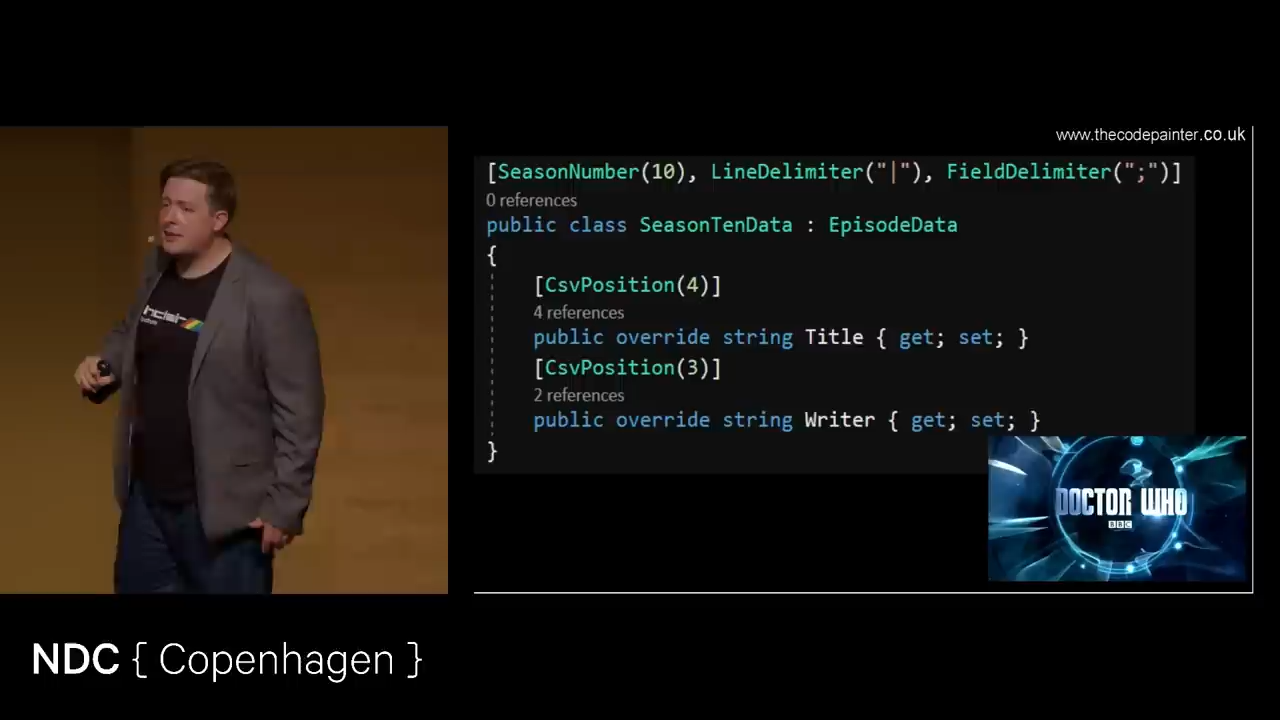 www.thecodepainter.co.uk
[SeasonNumber(10), LineDelimiter("|"), FieldDelimiter(";")]
0 references
public class SeasonTenData : EpisodeData
{
[CsvPosition(4)]
4 references
public override string Title { get; set; }
[CsvPosition(3)]
2 references
public override string Writer { get; set; }
}
DOCTOR WHO
BBC
NDC { Copenhagen }